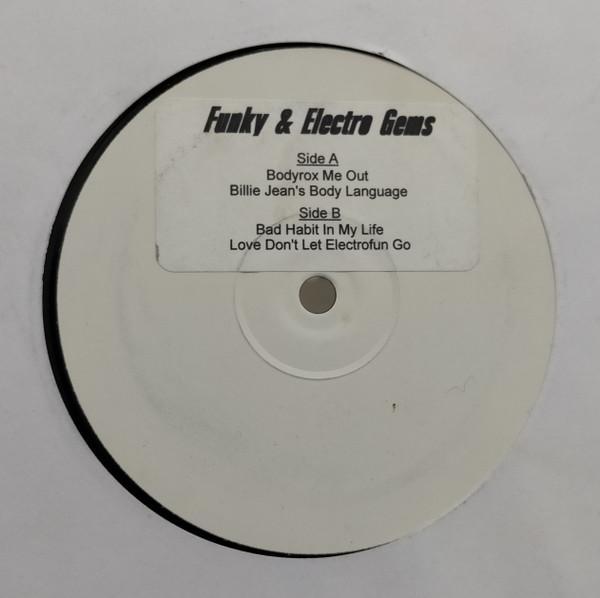 Funky & Electro Gems
Side A
Bodyrox Me Out
Billie Jean's Body Language
Side B
Bad Habit In My Life
Love Don't Let Electrofun Go